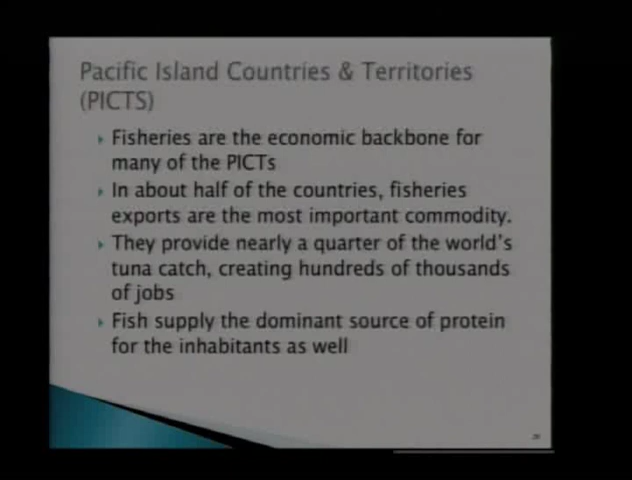 Pacific Island Countries & Territories
(PICTS)
Fisheries are the economic backbone for
many of the PICTs
In about half of the countries, fisheries
exports are the most important commodity.
They provide nearly a quarter of the world's
tuna catch, creating hundreds of thousands
of jobs
Fish supply the dominant source of protein
for the inhabitants as well